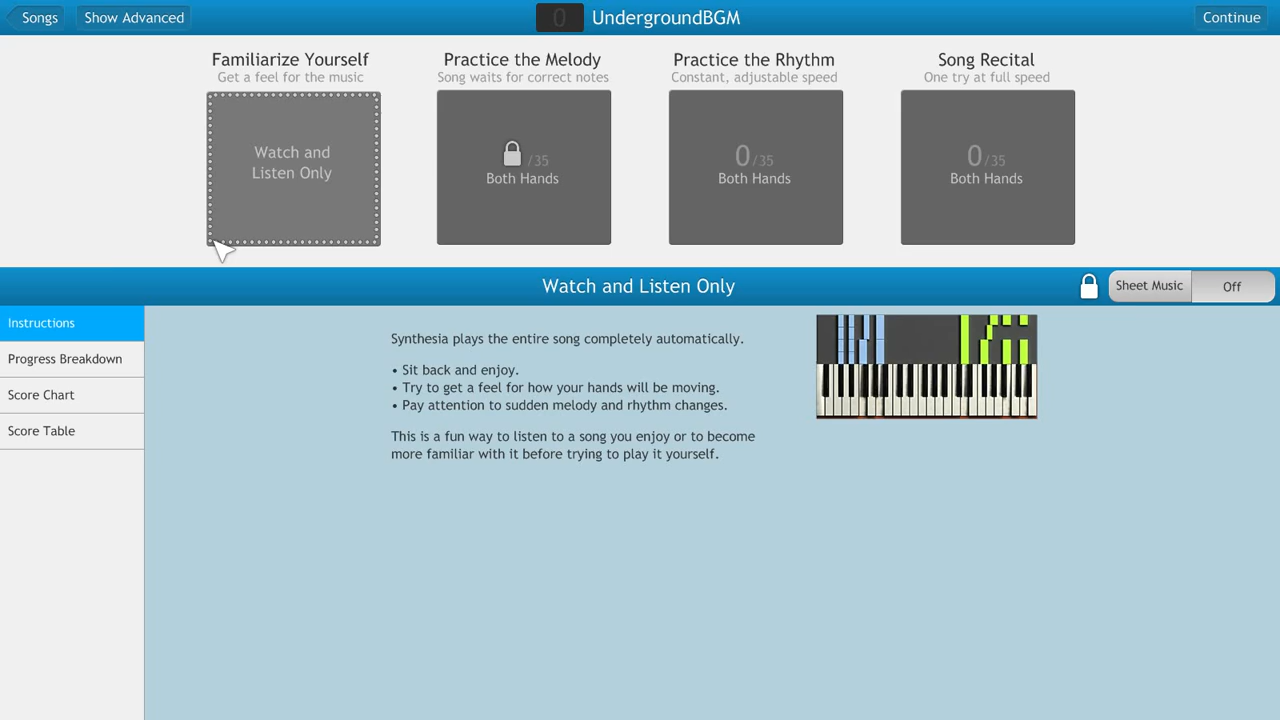 Songs
Show Advanced
0
UndergroundBGM
Continue
Familiarize Yourself
Get a feel for the music
Watch and
Listen Only
Practice the Melody
Song waits for correct notes
/35
Both Hands
Practice the Rhythm
Constant, adjustable speed
0/35
Both Hands
Song Recital
One try at full speed
0/35
Both Hands
Watch and Listen Only
Sheet Music
Off
Instructions
Progress Breakdown
Score Chart
Score Table
Synthesia plays the entire song completely automatically.
• Sit back and enjoy.
• Try to get a feel for how your hands will be moving.
• Pay attention to sudden melody and rhythm changes.
This is a fun way to listen to a song you enjoy or to become
more familiar with it before trying to play it yourself.